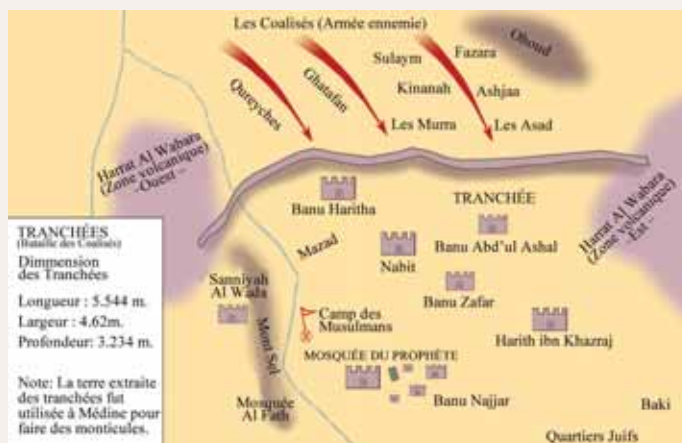 Les Coalisés (Armée ennemie)
Ohoud
Fazara
Sulaym
Ghatafan
Kinanah
Ashjaa
Qureyches
Les Murra
Les Asad
Harrat Al Wabara
(Zone volcanique)
-Ouest –
Harrat Al Wabara
(Zone volcanique)
- Est –
Banu Haritha
TRANCHÉE
Banu Abd'ul Ashal
Mazad
Nabit
Banu Zafar
Sanniyah
Al Wada
Mont Sel
Camp des
Musulmans
Harith ibn Khazraj
MOSQUÉE DU PROPHÈTE
Banu Najjar
Mosquée
Al Fath
Baki
Quartiers Juifs
TRANCHÉES
(Bataille des Coalisés)
Dimmension
des Tranchées
Longueur : 5.544 m.
Largeur : 4.62m.
Profondeur: 3.234 m.
Note: La terre extraite
des tranchées fut
utilisée à Médine pour
faire des monticules.